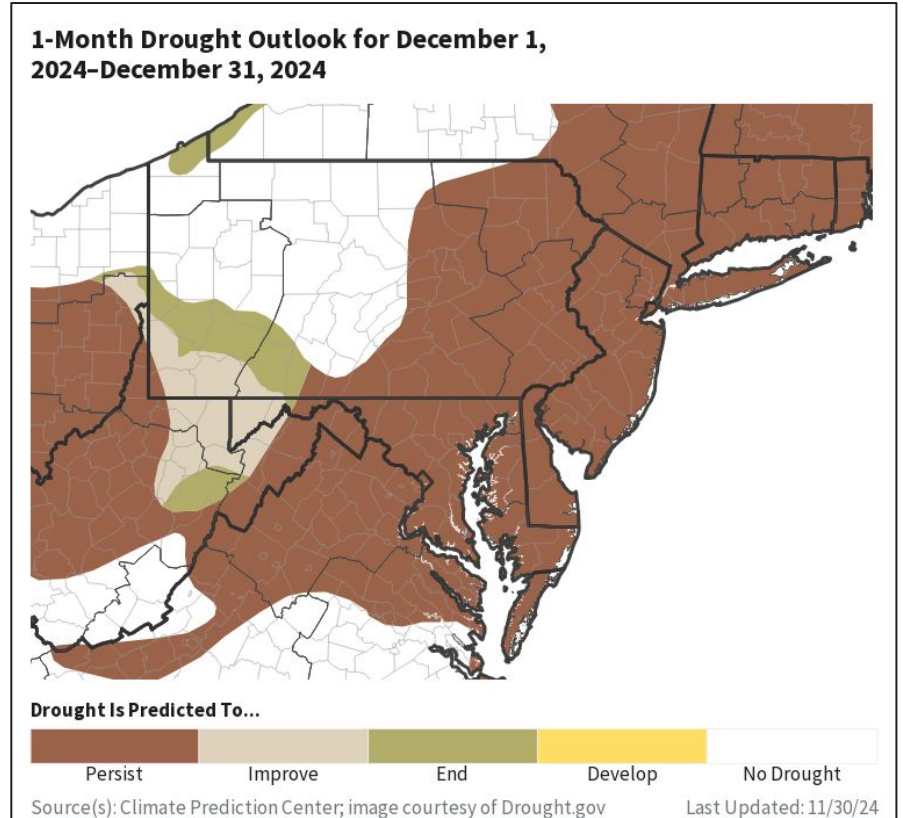 1-Month Drought Outlook for December 1,
2024–December 31, 2024
Drought Is Predicted To...
Persist
Improve
End
Develop
No Drought
Source(s): Climate Prediction Center; image courtesy of Drought.gov
Last Updated: 11/30/24